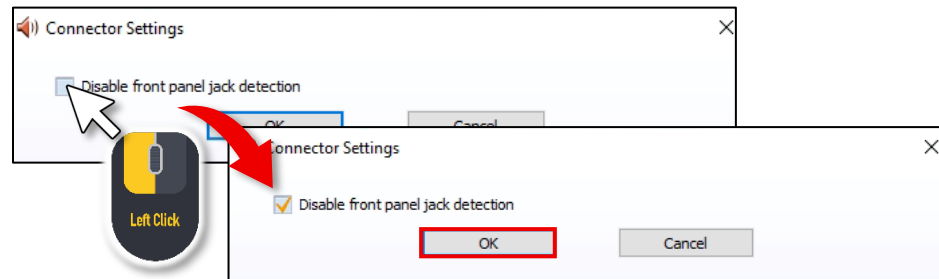 Connector Settings
Disable front panel jack detection
OK
Cancel
Left Click
Connector Settings
Disable front panel jack detection
OK
Cancel